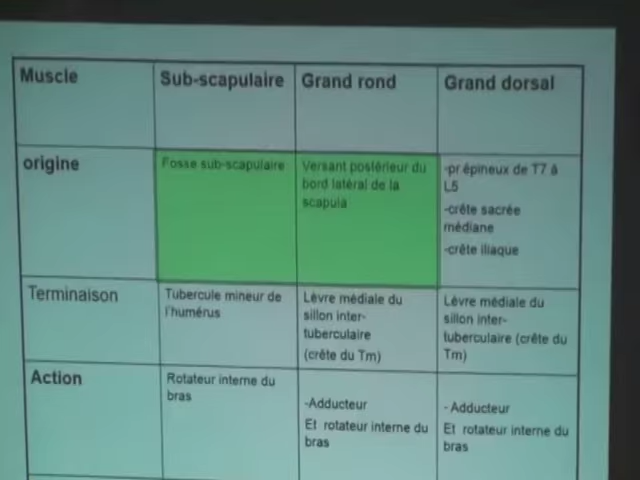 Muscle
Sub-scapulaire
Grand rond
Grand dorsal
origine
Fosse sub-scapulaire
Versant postérieur du
bord latéral de la
scapula
-pr épineux de T7 à
L5
-crête sacrée
médiane
-crête iliaque
Terminaison
Tubercule mineur de
l'humérus
Lèvre médiale du
sillon inter-
tuberculaire
(crête du Tm)
Lèvre médiale du
sillon inter-
tuberculaire (crête du
Tm)
Action
Rotateur interne du
bras
-Adducteur
Et rotateur interne du
bras
- Adducteur
Et rotateur interne du
bras